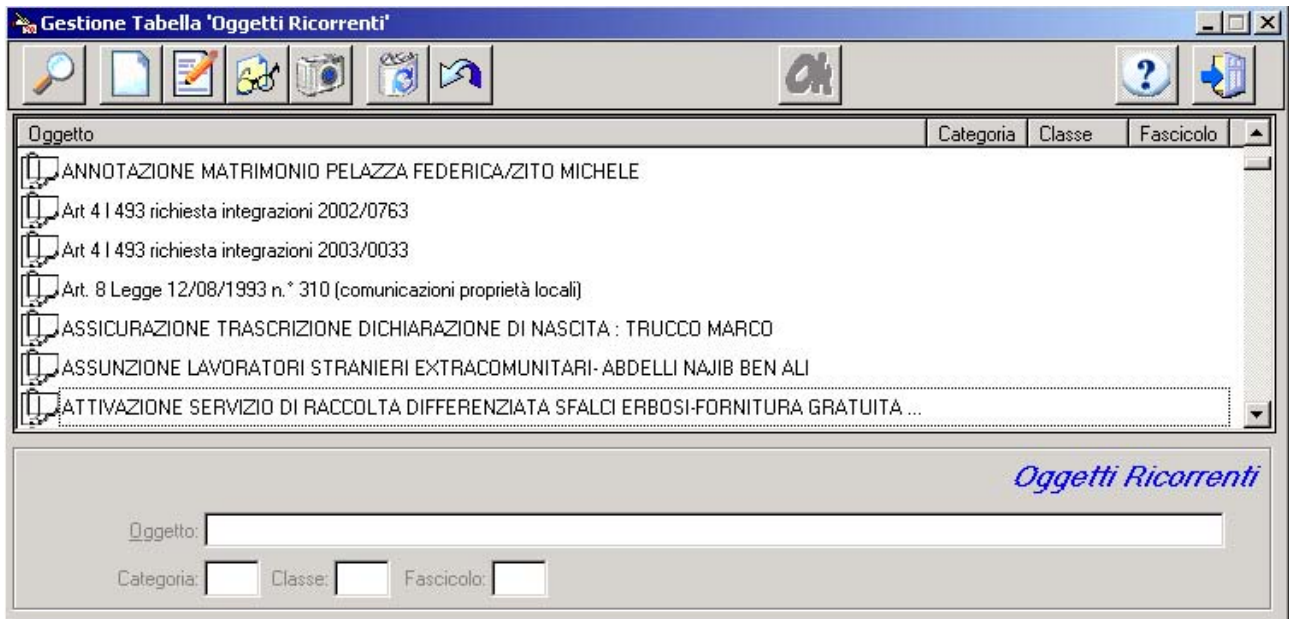 Gestione Tabella 'Oggetti Ricorrenti'
Ok
?
Oggetto Categoria Classe Fascicolo
ANNOTAZIONE MATRIMONIO PELAZZA FEDERICA/ZITO MICHELE
Art 4 l 493 richiesta integrazioni 2002/0763
Art 4 l 493 richiesta integrazioni 2003/0033
Art. 8 Legge 12/08/1993 n.° 310 (comunicazioni proprietà locali)
ASSICURAZIONE TRASCRIZIONE DICHIARAZIONE DI NASCITA : TRUCCO MARCO
ASSUNZIONE LAVORATORI STRANIERI EXTRACOMUNITARI- ABDELLI NAJIB BEN ALI
ATTIVAZIONE SERVIZIO DI RACCOLTA DIFFERENZIATA SFALCI ERBOSI-FORNITURA GRATUITA ...
Oggetti Ricorrenti
Oggetto:
Categoria: Classe: Fascicolo: